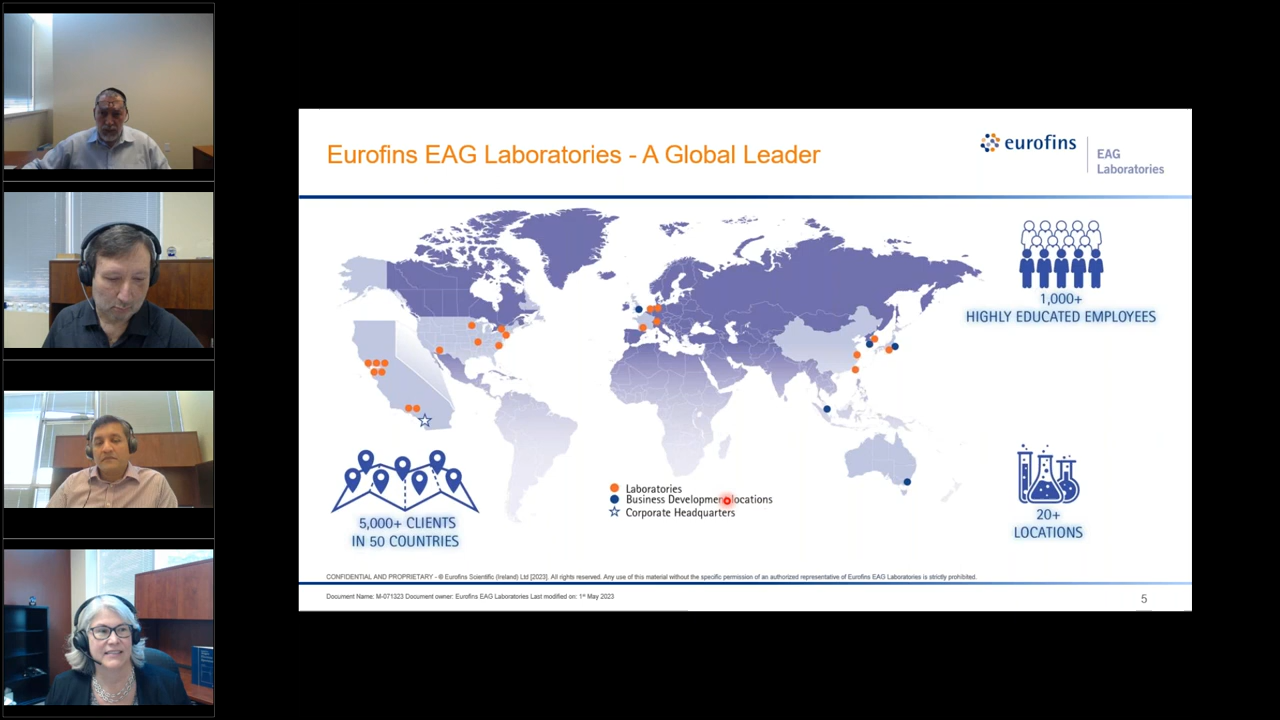 Eurofins EAG Laboratories - A Global Leader
eurofins
EAG
Laboratories
1,000+
HIGHLY EDUCATED EMPLOYEES
5,000+ CLIENTS
IN 50 COUNTRIES
Laboratories
Business Development locations
Corporate Headquarters
20+
LOCATIONS
CONFIDENTIAL AND PROPRIETARY - © Eurofins Scientific (Ireland) Ltd [2023]. All rights reserved. Any use of this material without the specific permission of an authorized representative of Eurofins EAG Laboratories is strictly prohibited.
Document Name: M-071323 Document owner: Eurofins EAG Laboratories Last modified on: 1st May 2023
5